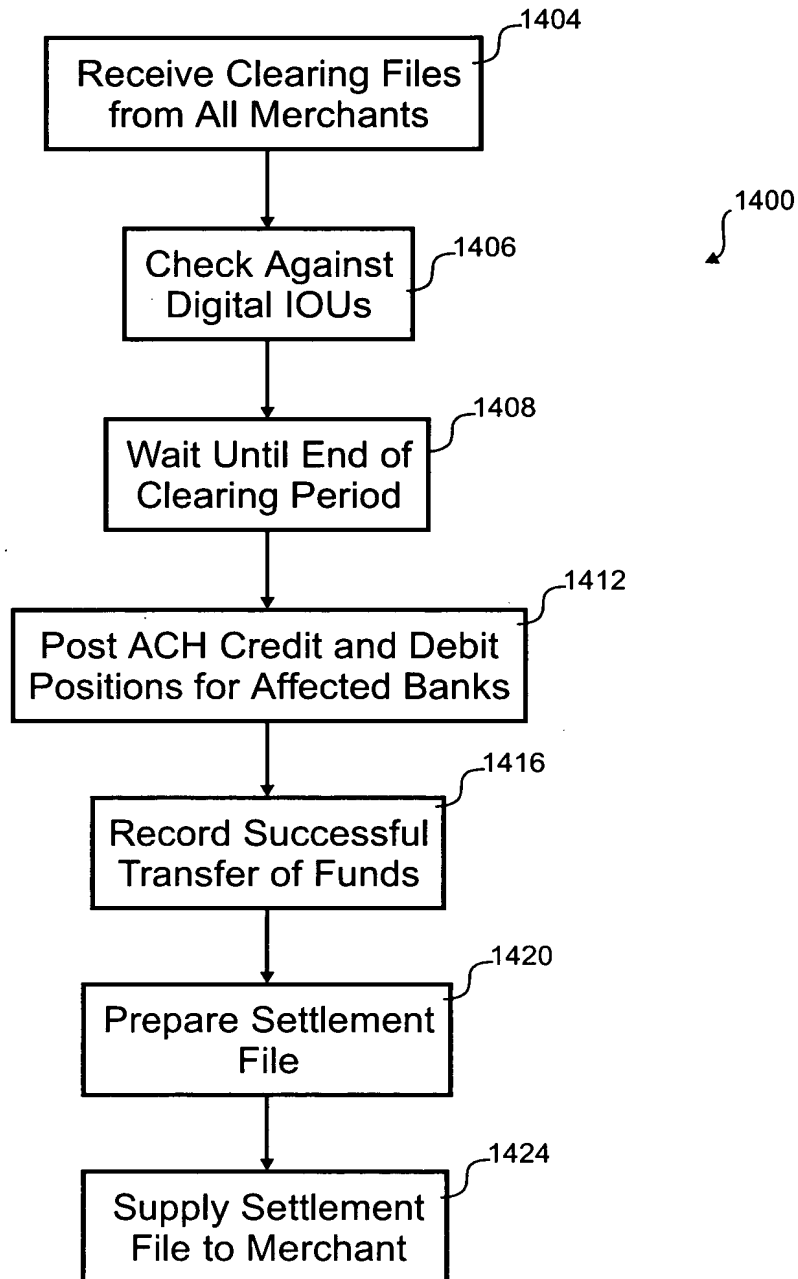 1404
Receive Clearing Files
from All Merchants
1400
1406
Check Against
Digital IOUs
1408
Wait Until End of
Clearing Period
1412
Post ACH Credit and Debit
Positions for Affected Banks
1416
Record Successful
Transfer of Funds
1420
Prepare Settlement
File
1424
Supply Settlement
File to Merchant